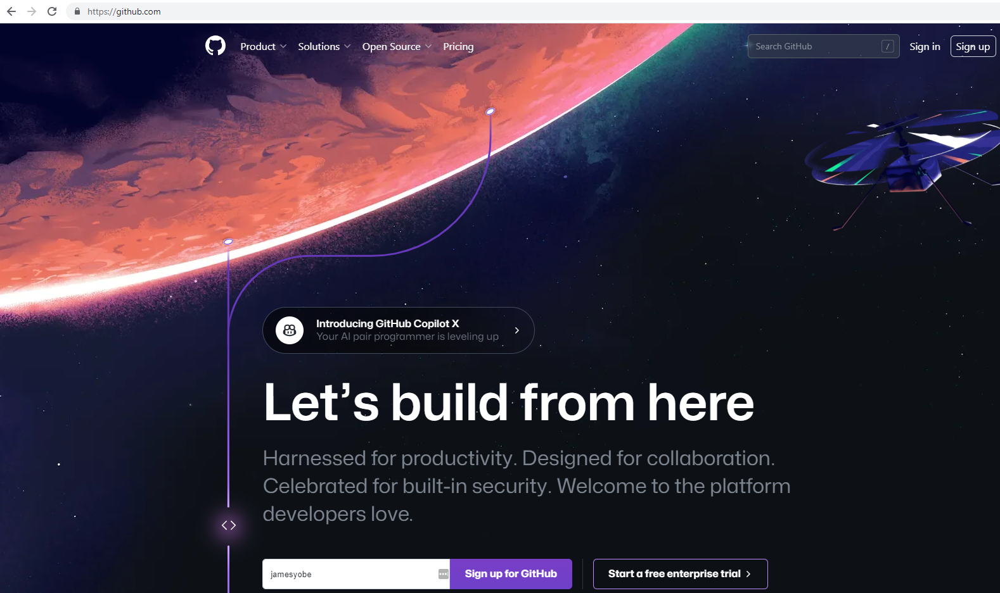 https://github.com
Product
Solutions
Open Source
Pricing
Search GitHub
/
Sign in
Sign up
Introducing GitHub Copilot X
Your AI pair programmer is leveling up
Let’s build from here
Harnessed for productivity. Designed for collaboration.
Celebrated for built-in security. Welcome to the platform
developers love.
jamesyobe
Sign up for GitHub
Start a free enterprise trial